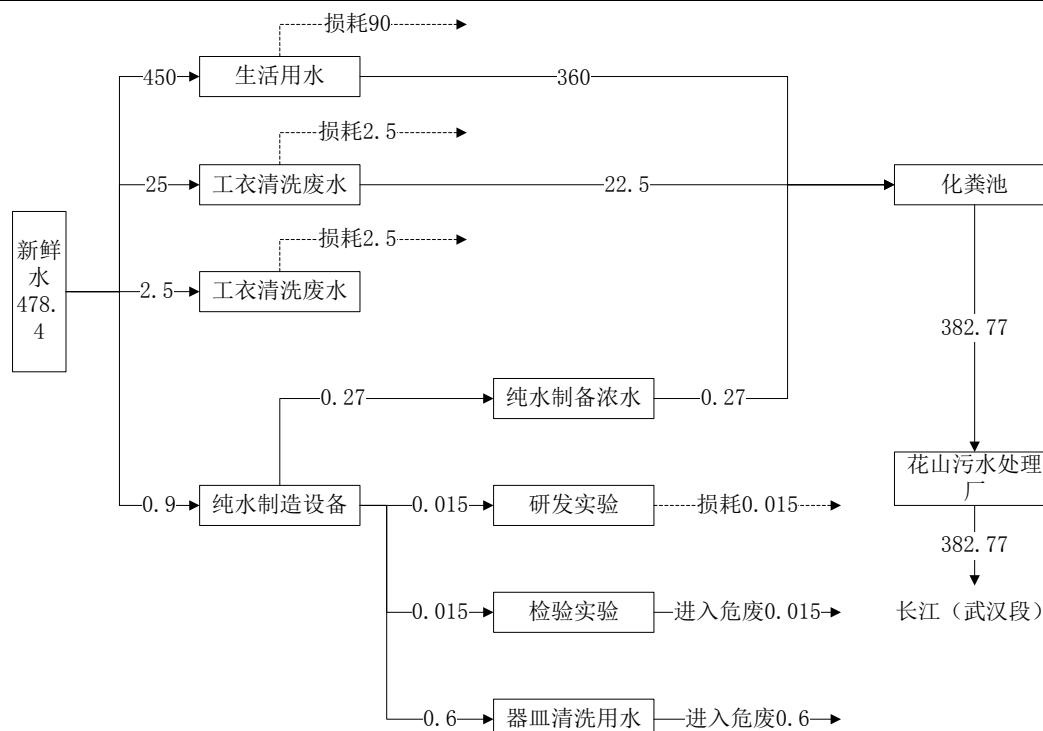 损耗90
450
生活用水
360
损耗2.5
25
工衣清洗废水
22.5
化粪池
新鲜
水
478.
4
损耗2.5
2.5
工衣清洗废水
382.77
0.27
纯水制备浓水
0.27
花山污水处理
厂
0.9
纯水制造设备
0.015
研发实验
损耗0.015
382.77
0.015
检验实验
进入危废0.015
长江（武汉段）
0.6
器皿清洗用水
进入危废0.6